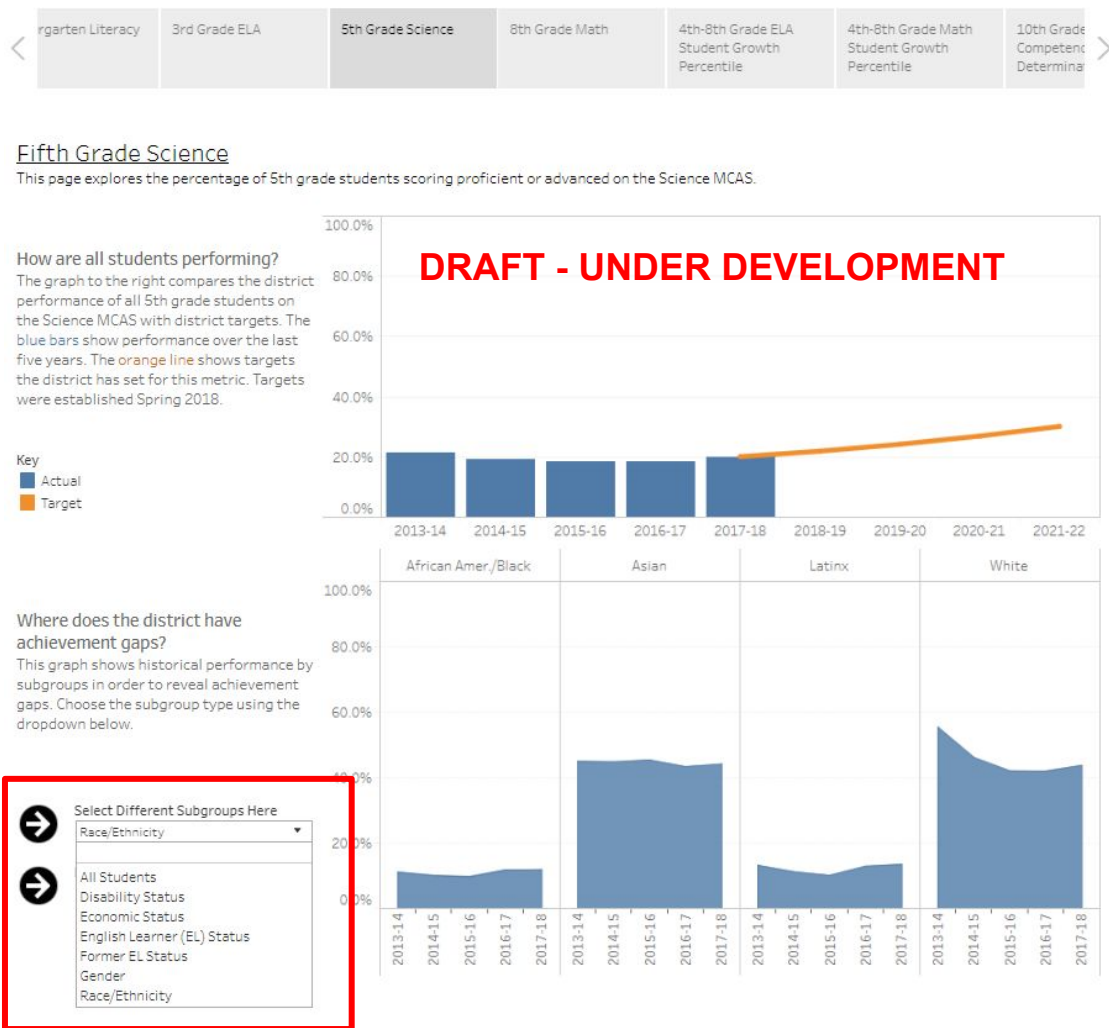 rgarten Literacy
3rd Grade ELA
5th Grade Science
8th Grade Math
4th-8th Grade ELA
Student Growth
Percentile
4th-8th Grade Math
Student Growth
Percentile
10th Grade
Competenc
Determina
Fifth Grade Science
This page explores the percentage of 5th grade students scoring proficient or advanced on the Science MCAS.
How are all students performing?
The graph to the right compares the district
performance of all 5th grade students on
the Science MCAS with district targets. The
blue bars show performance over the last
five years. The orange line shows targets
the district has set for this metric. Targets
were established Spring 2018.
Key
Actual
Target
DRAFT - UNDER DEVELOPMENT
100.0%
80.0%
60.0%
40.0%
20.0%
0.0%
2013-14 2014-15 2015-16 2016-17 2017-18 2018-19 2019-20 2020-21 2021-22
Where does the district have
achievement gaps?
This graph shows historical performance by
subgroups in order to reveal achievement
gaps. Choose the subgroup type using the
dropdown below.
Select Different Subgroups Here
Race/Ethnicity
All Students
Disability Status
Economic Status
English Learner (EL) Status
Former EL Status
Gender
Race/Ethnicity
African Amer./Black Asian Latinx White
100.0%
80.0%
60.0%
40.0%
20.0%
0.0%
2013-14 2014-15 2015-16 2016-17 2017-18 2013-14 2014-15 2015-16 2016-17 2017-18 2013-14 2014-15 2015-16 2016-17 2017-18 2013-14 2014-15 2015-16 2016-17 2017-18